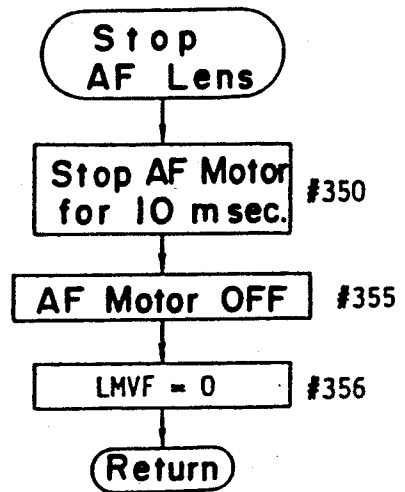 Stop
AF Lens
Stop AF Motor
for 10 msec.
#350
AF Motor OFF
#355
LMVF = 0
#356
Return